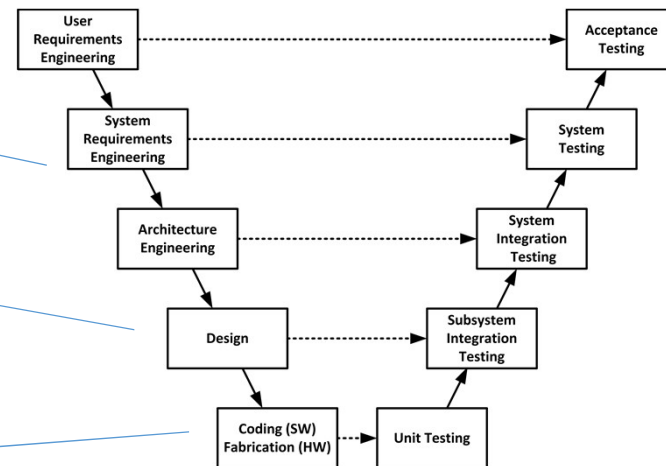 User
Requirements
Engineering
Acceptance
Testing
System
Requirements
Engineering
System
Testing
Architecture
Engineering
System
Integration
Testing
Design
Subsystem
Integration
Testing
Coding (SW)
Fabrication (HW)
Unit Testing